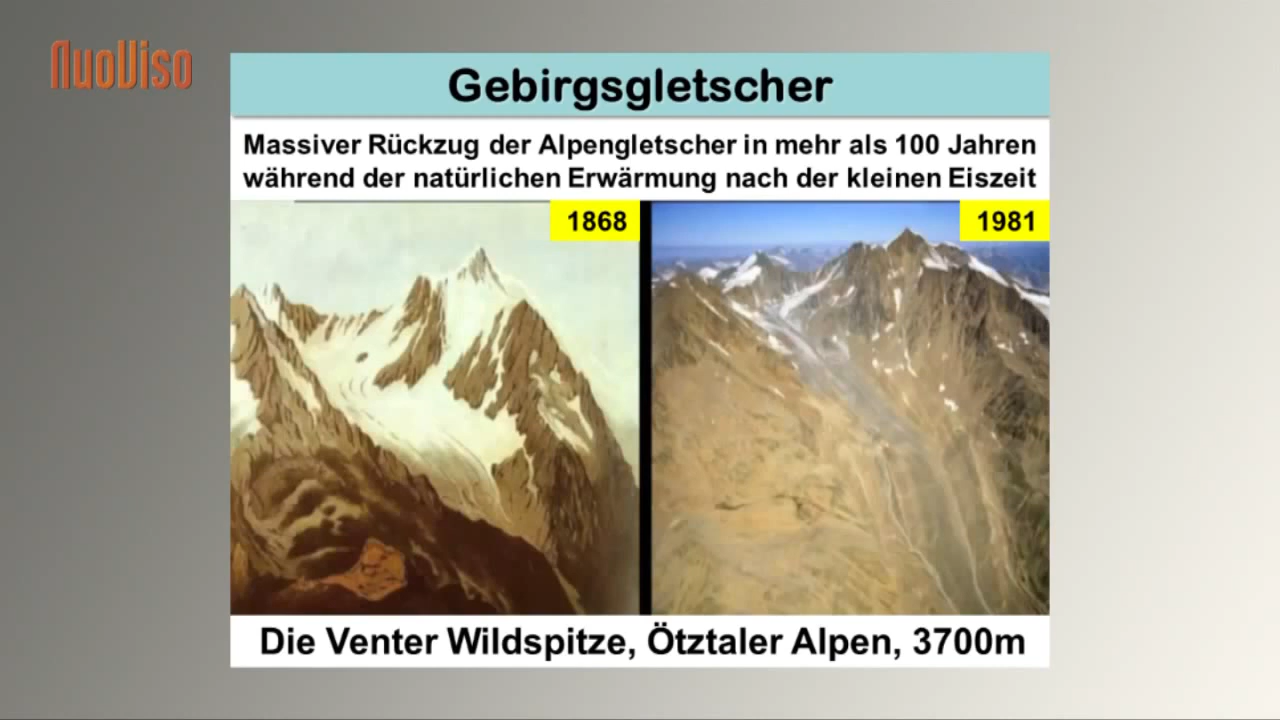 NuoViso
Gebirgsgletscher
Massiver Rückzug der Alpengletscher in mehr als 100 Jahren
während der natürlichen Erwärmung nach der kleinen Eiszeit
1868
1981
Die Venter Wildspitze, Ötztaler Alpen, 3700m